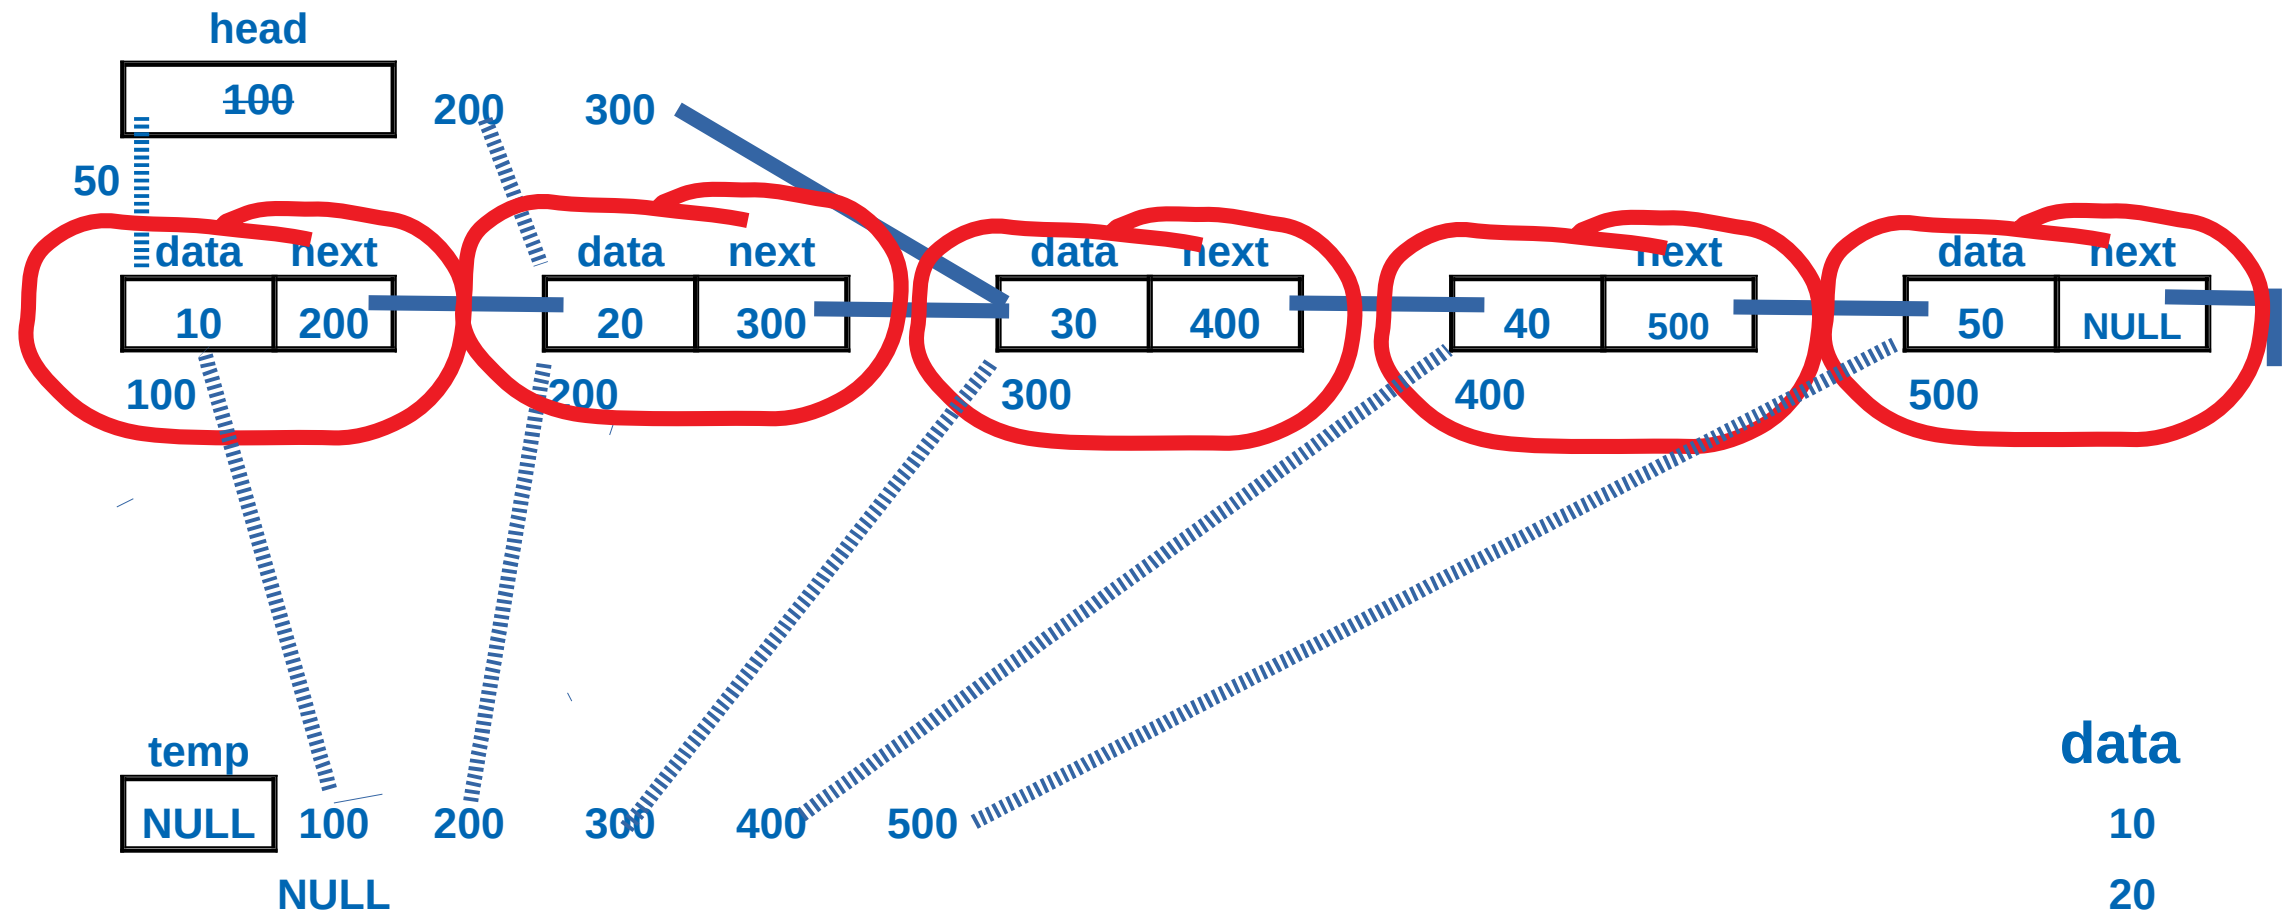 head
100 200 300
50
data next data next data next next data next
10 200 20 300 30 400 40 500 50 NULL
100 200 300 400 500
temp data
NULL 100 200 300 400 500 10
NULL 20